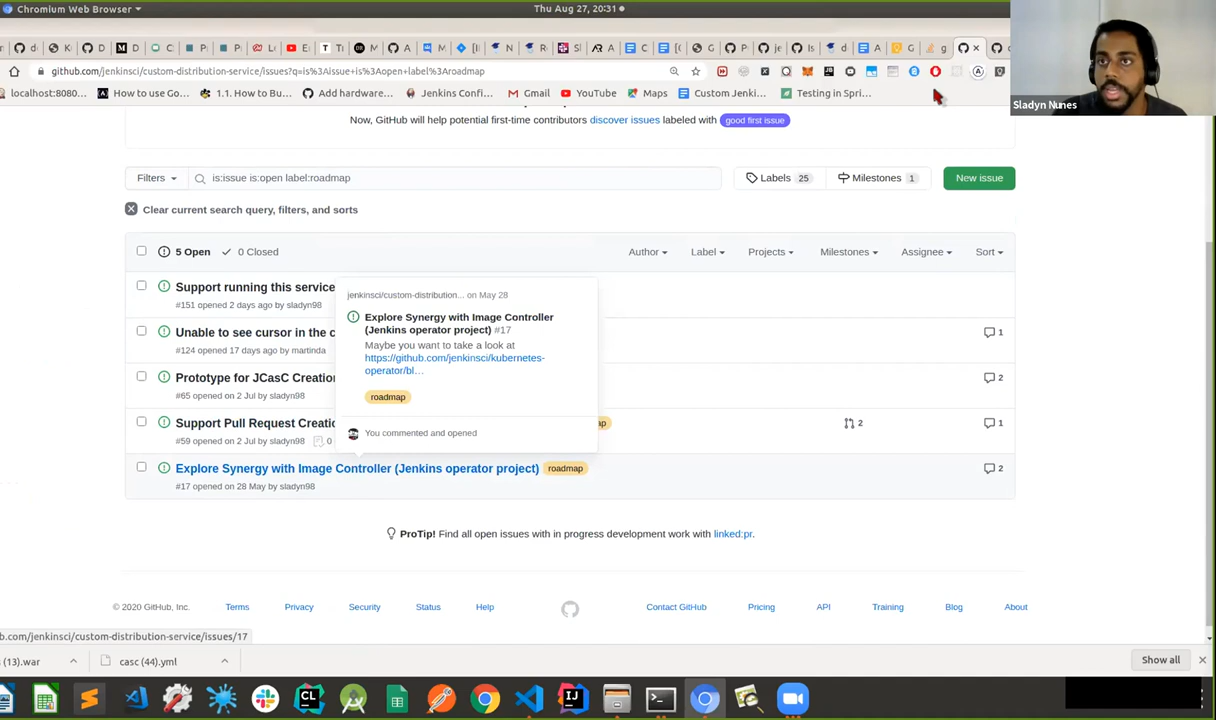 Chromium Web Browser
Thu Aug 27, 20:31
github.com/jenkinsci/custom-distribution-service/issues?q=is%3Aissue+is%3Aopen+label%3Aroadmap
localhost:8080...
How to use Go...
1.1. How to Bu...
Add hardware...
Jenkins Confi...
Gmail
YouTube
Maps
Custom Jenki...
Testing in Spri...
Sladyn Nunes
Now, GitHub will help potential first-time contributors discover issues labeled with good first issue
Filters
is:issue is:open label:roadmap
Labels 25
Milestones 1
New issue
Clear current search query, filters, and sorts
5 Open
0 Closed
Author
Label
Projects
Milestones
Assignee
Sort
Support running this service
#151 opened 2 days ago by sladyn98
Unable to see cursor in the c
#124 opened 17 days ago by martinda
1
Prototype for JCasC Creation
#65 opened on 2 Jul by sladyn98
2
Support Pull Request Creatio
ap
2
1
#59 opened on 2 Jul by sladyn98
0
Explore Synergy with Image Controller (Jenkins operator project) roadmap
2
#17 opened on 28 May by sladyn98
jenkinsci/custom-distribution... on May 28
Explore Synergy with Image Controller
(Jenkins operator project) #17
Maybe you want to take a look at
https://github.com/jenkinsci/kubernetes-
operator/bl...
roadmap
You commented and opened
ProTip! Find all open issues with in progress development work with linked:pr.
© 2020 GitHub, Inc.
Terms
Privacy
Security
Status
Help
Contact GitHub
Pricing
API
Training
Blog
About
b.com/jenkinsci/custom-distribution-service/issues/17
(13).war
casc (44).yml
Show all